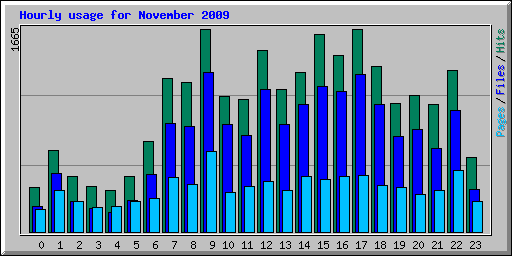 Hourly usage for November 2009
1665
Pages/Files/Hits
0 1 2 3 4 5 6 7 8 9 10 11 12 13 14 15 16 17 18 19 20 21 22 23